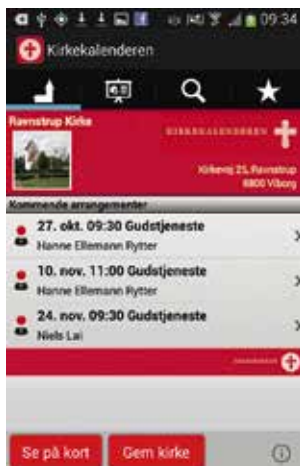 09:34
Kirkekalenderen
Ravnstrup Kirke
KIRKEKALENDEREN
Kirkevej 25, Ravnstrup
8800 Viborg
Kommende arrangementer
27. okt. 09:30 Gudstjeneste
Hanne Ellemann Rytter
10. nov. 11:00 Gudstjeneste
Hanne Ellemann Rytter
24. nov. 09:30 Gudstjeneste
Niels Lai
Se på kort
Gem kirke